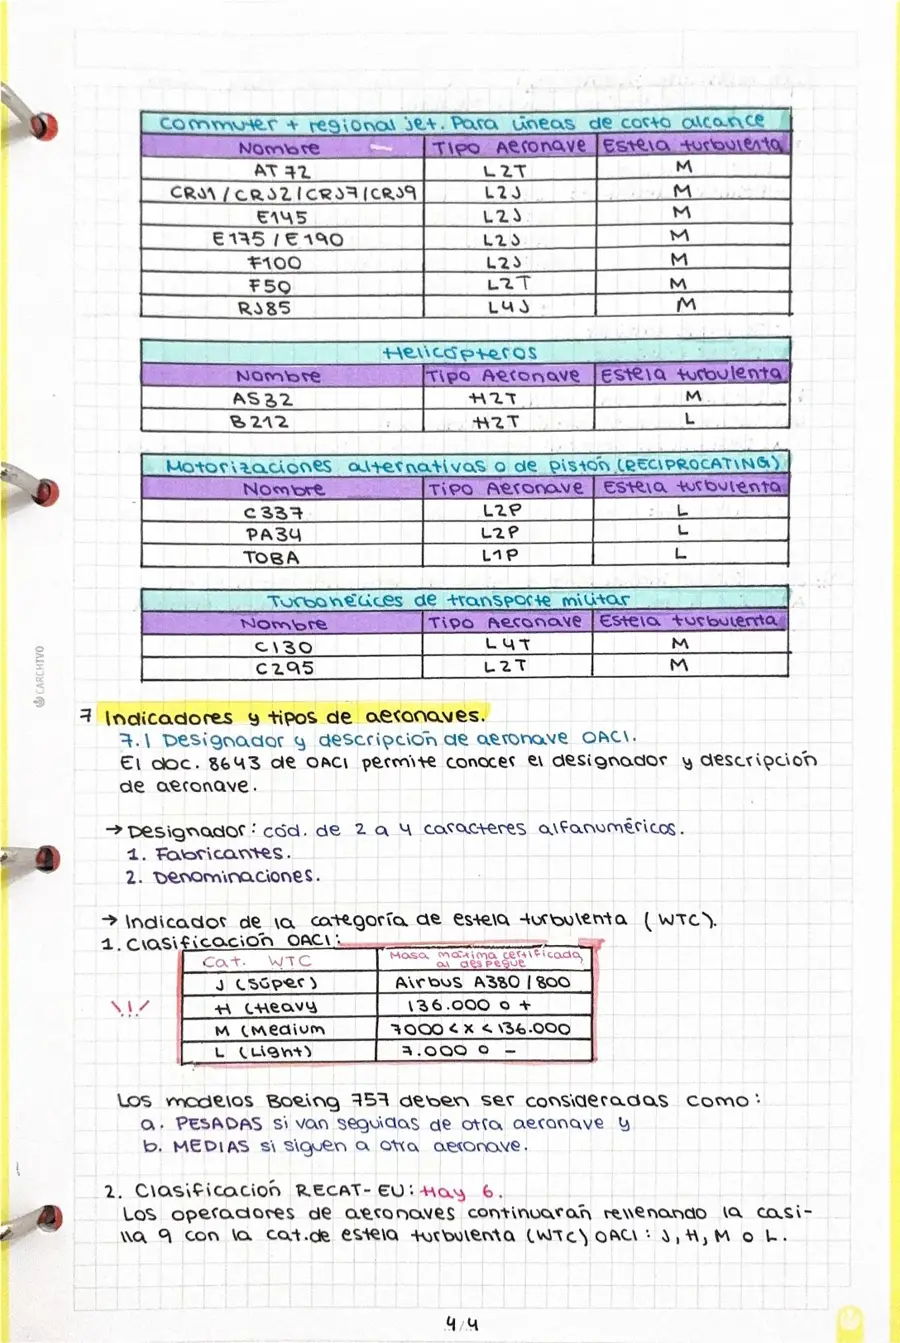 Commuter + regional jet. Para líneas de corto alcance
Nombre Tipo Aeronave Estela turbulenta
AT72 L2T M
CRJ1/CRJ2/CRJ7/CRJ9 L2J M
E145 L2J M
E175/E190 L2J M
F100 L2J M
F50 L2T M
RJ85 L4J M
Helicópteros
Nombre Tipo Aeronave Estela turbulenta
AS32 H2T M
B212 H2T L
Motorizaciones alternativas o de pistón (RECIPROCATING)
Nombre Tipo Aeronave Estela turbulenta
C337 L2P L
PA34 L2P L
TOBA L1P L
Turbohélices de transporte militar
Nombre Tipo Aeronave Estela turbulenta
C130 L4T M
C295 L2T M
CARCHIVO
7 Indicadores y tipos de aeronaves.
7.1 Designador y descripción de aeronave OACI.
El doc. 8643 de OACI permite conocer el designador y descripción
de aeronave.
→ Designador: cód. de 2 a 4 caracteres alfanuméricos.
1. Fabricantes.
2. Denominaciones.
→ Indicador de la categoría de estela turbulenta (WTC).
1. Clasificación OACI:
Cat. WTC Masa máxima certificada al despegue
J (Súper) Airbus A380/800
\!/ H (Heavy 136.000 o +
M (Medium 7000 < x < 136.000
L (Light) 7.000 o -
Los modelos Boeing 757 deben ser consideradas como:
a. PESADAS si van seguidas de otra aeronave y
b. MEDIAS si siguen a otra aeronave.
2. Clasificación RECAT-EU: Hay 6.
Los operadores de aeronaves continuarán rellenando la casi-
lla 9 con la cat. de estela turbulenta (WTC) OACI: J, H, M o L.
4/4